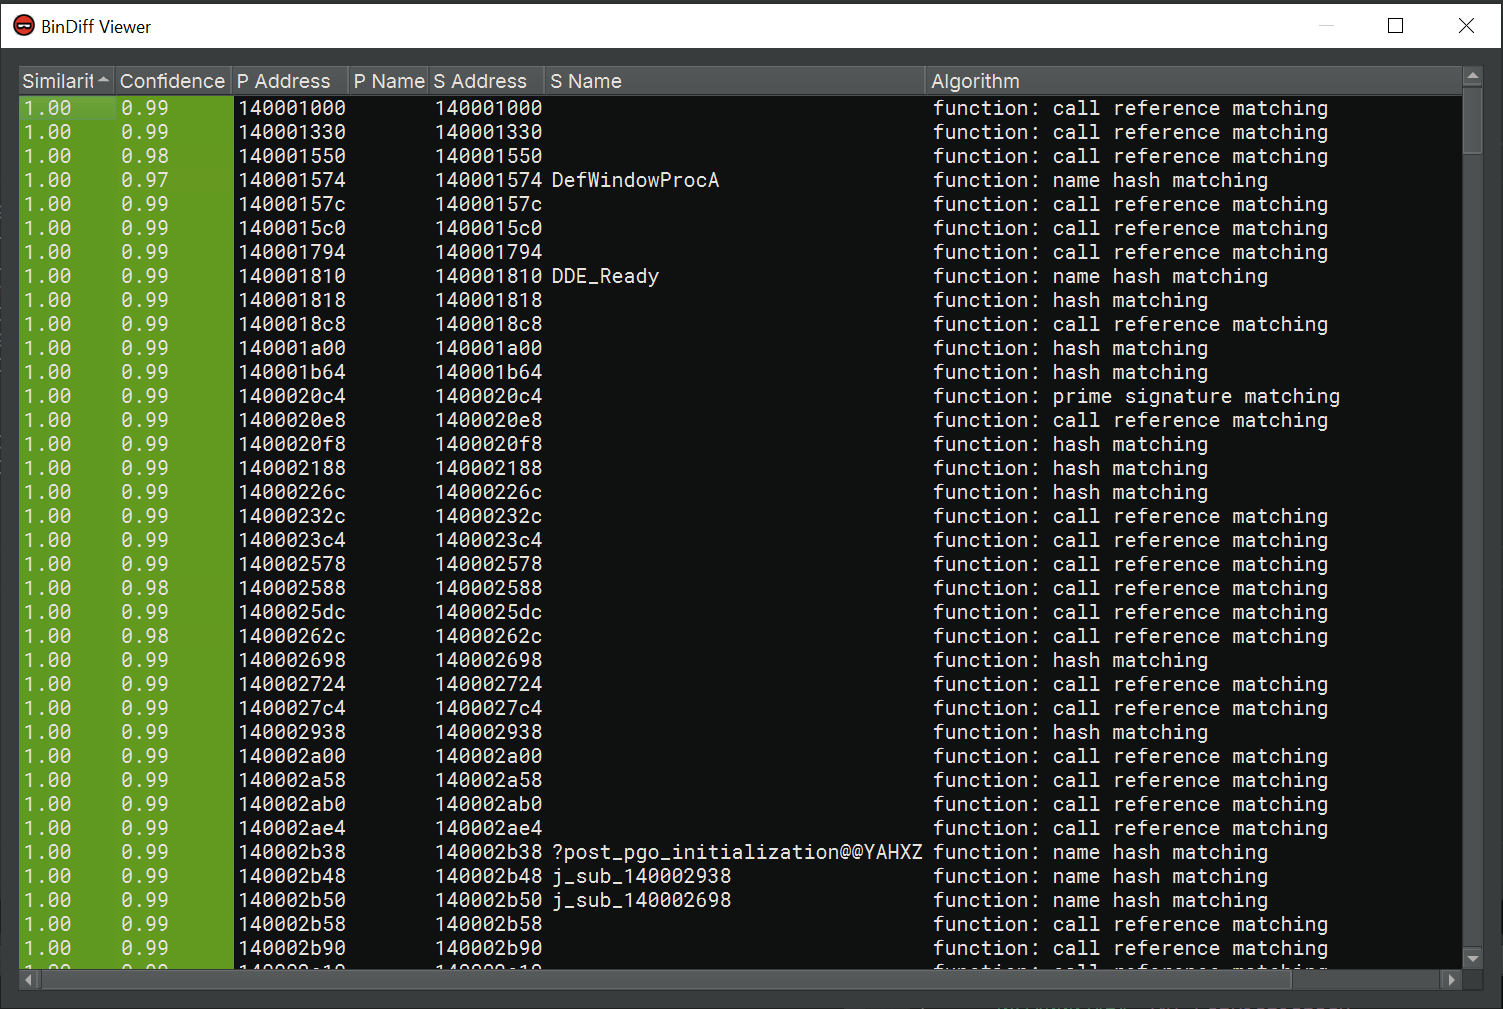 BinDiff Viewer
Similarit Confidence P Address P Name S Address S Name Algorithm
1.00 0.99 140001000 140001000 function: call reference matching
1.00 0.99 140001330 140001330 function: call reference matching
1.00 0.98 140001550 140001550 function: call reference matching
1.00 0.97 140001574 140001574 DefWindowProcA function: name hash matching
1.00 0.99 14000157c 14000157c function: call reference matching
1.00 0.99 1400015c0 1400015c0 function: call reference matching
1.00 0.99 140001794 140001794 function: call reference matching
1.00 0.99 140001810 140001810 DDE_Ready function: name hash matching
1.00 0.99 140001818 140001818 function: hash matching
1.00 0.99 1400018c8 1400018c8 function: call reference matching
1.00 0.99 140001a00 140001a00 function: hash matching
1.00 0.99 140001b64 140001b64 function: hash matching
1.00 0.99 1400020c4 1400020c4 function: prime signature matching
1.00 0.99 1400020e8 1400020e8 function: call reference matching
1.00 0.99 1400020f8 1400020f8 function: hash matching
1.00 0.99 140002188 140002188 function: hash matching
1.00 0.99 14000226c 14000226c function: hash matching
1.00 0.99 14000232c 14000232c function: call reference matching
1.00 0.99 1400023c4 1400023c4 function: call reference matching
1.00 0.99 140002578 140002578 function: call reference matching
1.00 0.98 140002588 140002588 function: call reference matching
1.00 0.99 1400025dc 1400025dc function: call reference matching
1.00 0.98 14000262c 14000262c function: call reference matching
1.00 0.99 140002698 140002698 function: hash matching
1.00 0.99 140002724 140002724 function: call reference matching
1.00 0.99 1400027c4 1400027c4 function: call reference matching
1.00 0.99 140002938 140002938 function: hash matching
1.00 0.99 140002a00 140002a00 function: call reference matching
1.00 0.99 140002a58 140002a58 function: call reference matching
1.00 0.99 140002ab0 140002ab0 function: call reference matching
1.00 0.99 140002ae4 140002ae4 function: call reference matching
1.00 0.99 140002b38 140002b38 ?post_pgo_initialization@@YAHXZ function: name hash matching
1.00 0.99 140002b48 140002b48 j_sub_140002938 function: name hash matching
1.00 0.99 140002b50 140002b50 j_sub_140002698 function: name hash matching
1.00 0.99 140002b58 140002b58 function: call reference matching
1.00 0.99 140002b90 140002b90 function: call reference matching